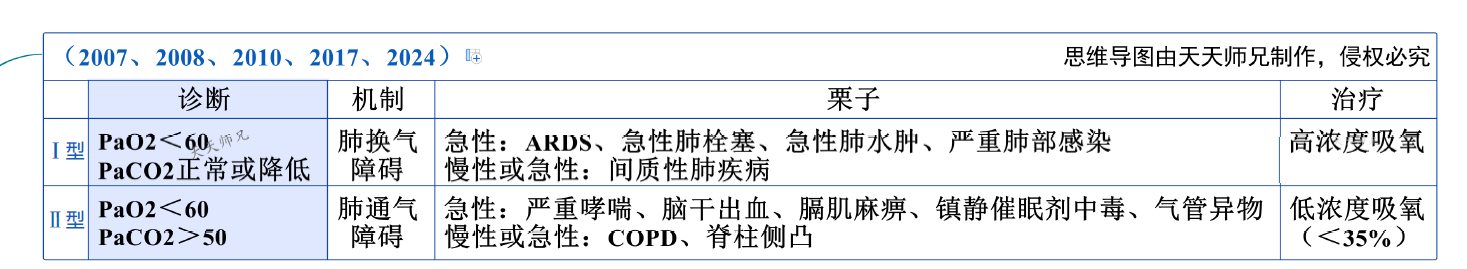 （2007、2008、2010、2017、2024）
思维导图由天天师兄制作，侵权必究
诊断 机制 栗子 治疗
Ⅰ型 PaO2＜60 肺换气 急性：ARDS、急性肺栓塞、急性肺水肿、严重肺部感染 高浓度吸氧
PaCO2正常或降低 障碍 慢性或急性：间质性肺疾病
天天师兄
Ⅱ型 PaO2＜60 肺通气 急性：严重哮喘、脑干出血、膈肌麻痹、镇静催眠剂中毒、气管异物 低浓度吸氧
PaCO2＞50 障碍 慢性或急性：COPD、脊柱侧凸 （＜35%）